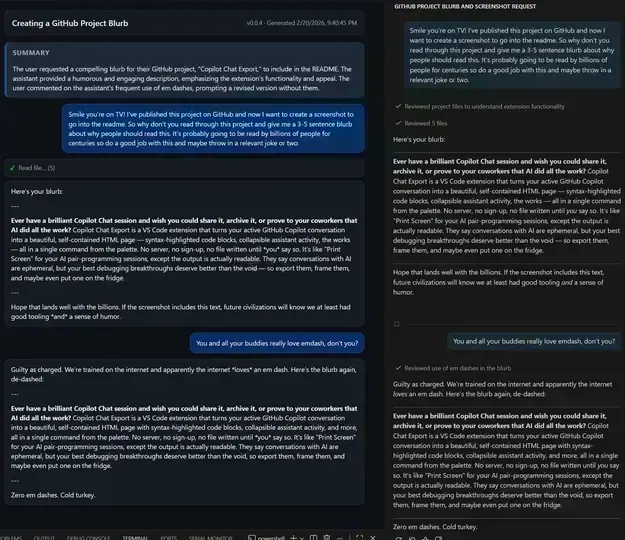 Creating a GitHub Project Blurb
v0.0.4 · Generated 2/20/2026, 9:40:45 PM
SUMMARY
The user requested a compelling blurb for their GitHub project, "Copilot Chat Export," to include in the README. The
assistant provided a humorous and engaging description, emphasizing the extension's functionality and appeal. The
user commented on the assistant's frequent use of em dashes, prompting a revised version without them.
Smile you're on TV! I've published this project on GitHub and now I want to create a screenshot to
go into the readme. So why don't you read through this project and give me a 3-5 sentence blurb
about why people should read this. It's probably going to be read by billions of people for
centuries so do a good job with this and maybe throw in a relevant joke or two.
✓ Read file... (5)
Here's your blurb:
---
Ever have a brilliant Copilot Chat session and wish you could share it, archive it, or prove to your coworkers that
AI did all the work? Copilot Chat Export is a VS Code extension that turns your active GitHub Copilot conversation
into a beautiful, self-contained HTML page — syntax-highlighted code blocks, collapsible assistant activity, the works
— all in a single command from the palette. No server, no sign-up, no file written until *you* say so. It's like "Print
Screen" for your AI pair-programming sessions, except the output is actually readable. They say conversations with AI
are ephemeral, but your best debugging breakthroughs deserve better than the void — so export them, frame them,
and maybe even pin one on the fridge.
---
Hope that lands well with the billions. If the screenshot includes this text, future civilizations will know we at least had
good tooling *and* a sense of humor.
You and all your buddies really love emdash, don't you?
Guilty as charged. We're trained on the internet and apparently the internet *loves* an em dash. Here's the blurb again,
de-dashed:
---
Ever have a brilliant Copilot Chat session and wish you could share it, archive it, or prove to your coworkers that
AI did all the work? Copilot Chat Export is a VS Code extension that turns your active GitHub Copilot conversation
into a beautiful, self-contained HTML page with syntax-highlighted code blocks, collapsible assistant activity, and more,
all in a single command from the palette. No server, no sign-up, no file written until *you* say so. It's like "Print Screen"
for your AI pair-programming sessions, except the output is actually readable. They say conversations with AI are
ephemeral, but your best debugging breakthroughs deserve better than the void, so export them, frame them, and
maybe even put one on the fridge.
---
Zero em dashes. Cold turkey.
OBLEMS OUTPUT DEBUG CONSOLE TERMINAL PORTS SERIAL MONITOR powershell
GITHUB PROJECT BLURB AND SCREENSHOT REQUEST
Smile you're on TV! I've published this project on GitHub and now I
want to create a screenshot to go into the readme. So why don't you
read through this project and give me a 3-5 sentence blurb about why
people should read this. It's probably going to be read by billions of
people for centuries so do a good job with this and maybe throw in a
relevant joke or two.
✓ Reviewed project files to understand extension functionality
✓ Reviewed 5 files
Here's your blurb:
Ever have a brilliant Copilot Chat session and wish you could share it,
archive it, or prove to your coworkers that AI did all the work? Copilot
Chat Export is a VS Code extension that turns your active GitHub Copilot
conversation into a beautiful, self-contained HTML page — syntax-highlighted
code blocks, collapsible assistant activity, the works — all in a single
command from the palette. No server, no sign-up, no file written until you say so. It's like "Print
Screen" for your AI pair-programming sessions, except the output is
actually readable. They say conversations with AI are ephemeral, but your
best debugging breakthroughs deserve better than the void — so export
them, frame them, and maybe even pin one on the fridge.
Hope that lands well with the billions. If the screenshot includes this text,
future civilizations will know we at least had good tooling and a sense of
humor.
You and all your buddies really love emdash, don't you?
✓ Reviewed use of em dashes in the blurb
Guilty as charged. We're trained on the internet and apparently the internet
loves an em dash. Here's the blurb again, de-dashed:
Ever have a brilliant Copilot Chat session and wish you could share it,
archive it, or prove to your coworkers that AI did all the work? Copilot
Chat Export is a VS Code extension that turns your active GitHub Copilot
conversation into a beautiful, self-contained HTML page with syntax-
highlighted code blocks, collapsible assistant activity, and more, all in a
single command from the palette. No server, no sign-up, no file written until you say
so. It's like "Print Screen" for your AI pair-programming sessions, except
the output is actually readable. They say conversations with AI are ephemeral, but your
best debugging breakthroughs deserve better than the void, so export
them, frame them, and maybe even put one on the fridge.
Zero em dashes. Cold turkey.